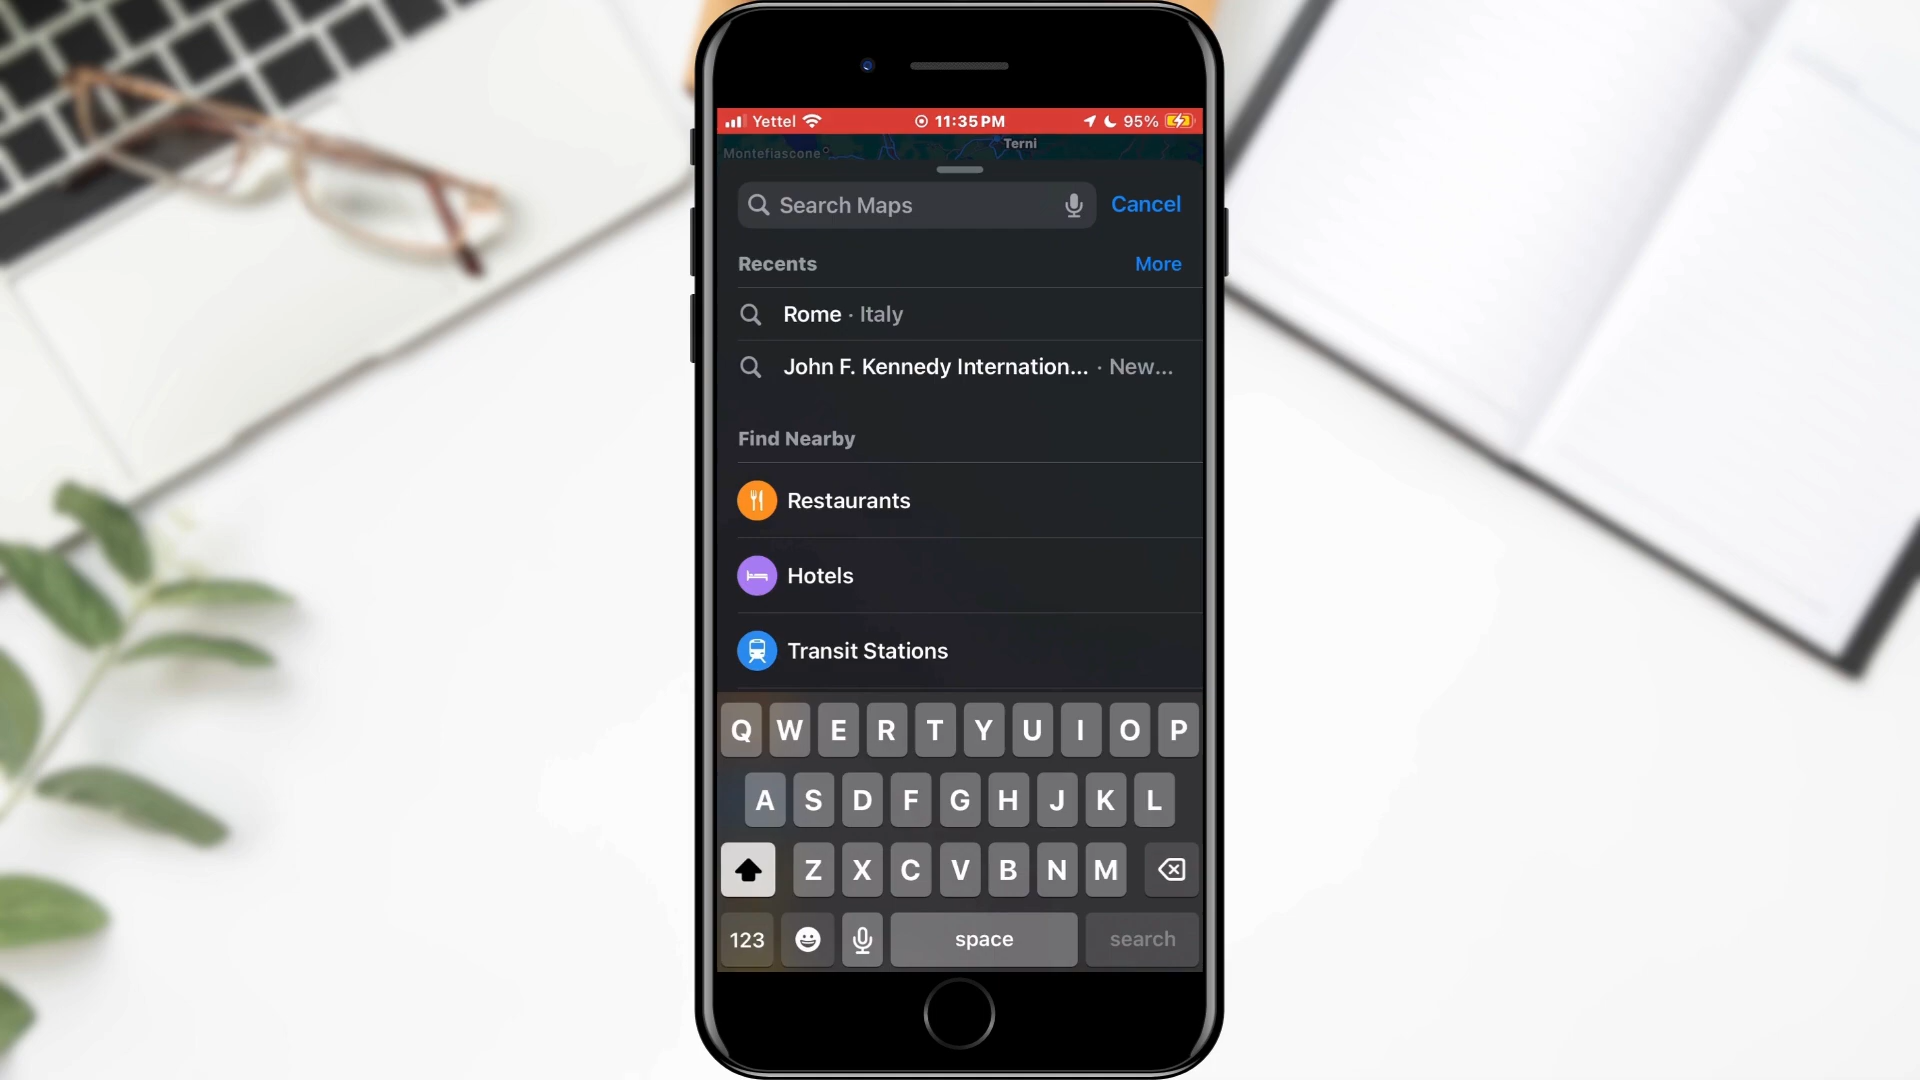 Yettel 11:35 PM 95%
Terni
Montefiascone
Search Maps Cancel
Recents More
Rome · Italy
John F. Kennedy Internation... · New...
Find Nearby
Restaurants
Hotels
Transit Stations
Q W E R T Y U I O P
A S D F G H J K L
Z X C V B N M
123 space search